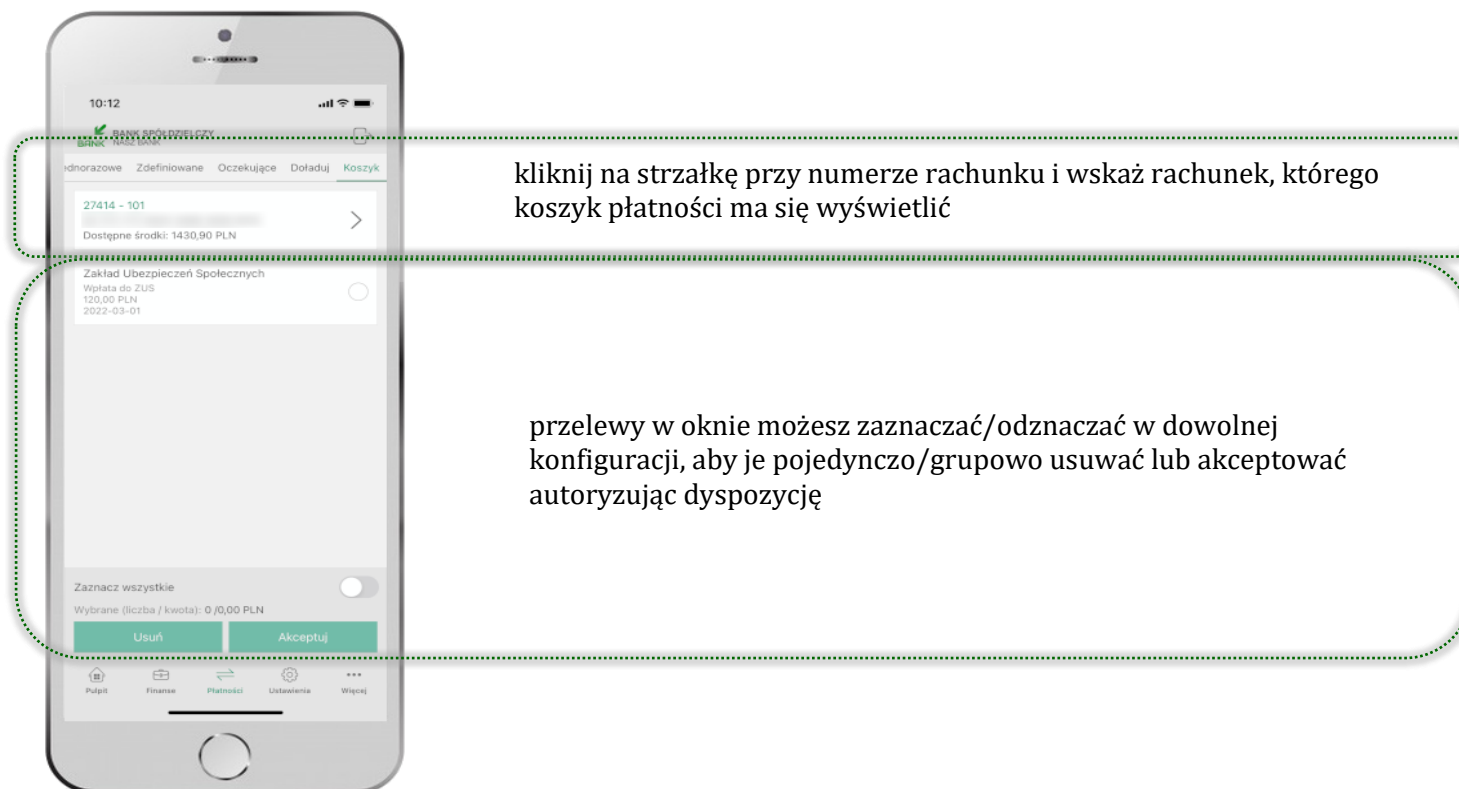 10:12
BANK SPÓŁDZIELCZY
BANK NASZ BANK
ednorazowe Zdefiniowane Oczekujące Doładuj Koszyk
27414 - 101
Dostępne środki: 1430,90 PLN
kliknij na strzałkę przy numerze rachunku i wskaż rachunek, którego
koszyk płatności ma się wyświetlić
Zakład Ubezpieczeń Społecznych
Wpłata do ZUS
120,00 PLN
2022-03-01
przelewy w oknie możesz zaznaczać/odznaczać w dowolnej
konfiguracji, aby je pojedynczo/grupowo usuwać lub akceptować
autoryzując dyspozycję
Zaznacz wszystkie
Wybrane (liczba / kwota): 0 /0,00 PLN
Usuń Akceptuj
Pulpit Finanse Płatności Ustawienia Więcej